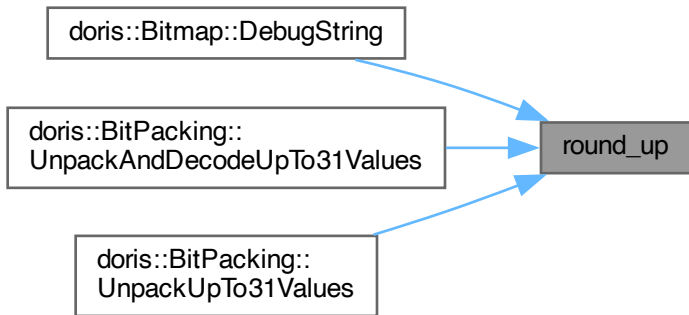 doris::Bitmap::DebugString
doris::BitPacking::
UnpackAndDecodeUpTo31Values
round_up
doris::BitPacking::
UnpackUpTo31Values